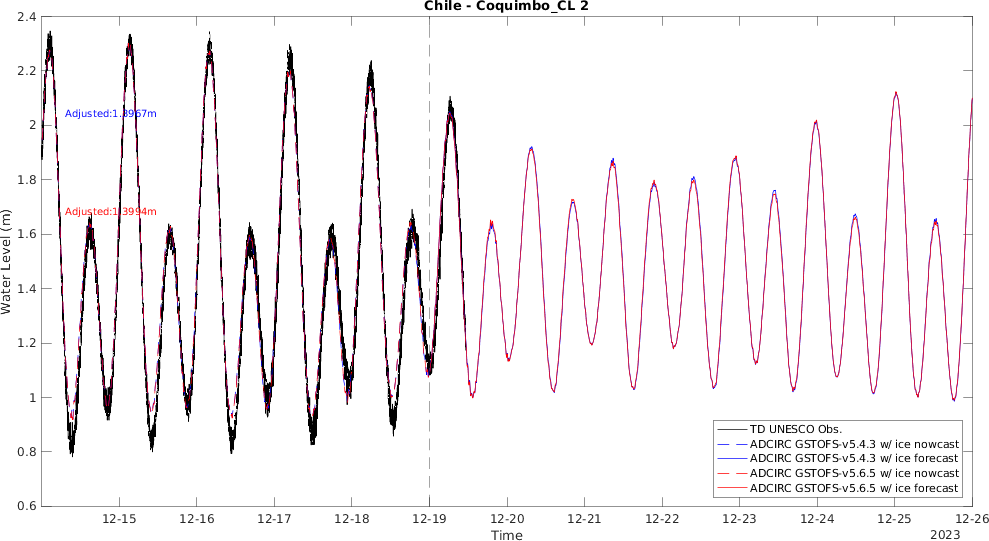 Chile - Coquimbo_CL 2
2.4
2.2
2
1.8
1.6
1.4
1.2
1
0.8
0.6
Water Level (m)
Adjusted:1.3967m
Adjusted:1.3994m
TD UNESCO Obs.
ADCIRC GSTOFS-v5.4.3 w/ ice nowcast
ADCIRC GSTOFS-v5.4.3 w/ ice forecast
ADCIRC GSTOFS-v5.6.5 w/ ice nowcast
ADCIRC GSTOFS-v5.6.5 w/ ice forecast
12-15 12-16 12-17 12-18 12-19 12-20 12-21 12-22 12-23 12-24 12-25 12-26
Time
2023